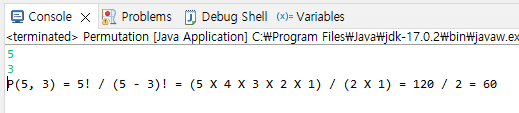 Console Problems Debug Shell (x)= Variables
<terminated> Permutation [Java Application] C:₩Program Files₩Java₩jdk-17.0.2₩bin₩javaw.ex
5
3
P(5, 3) = 5! / (5 - 3)! = (5 X 4 X 3 X 2 X 1) / (2 X 1) = 120 / 2 = 60